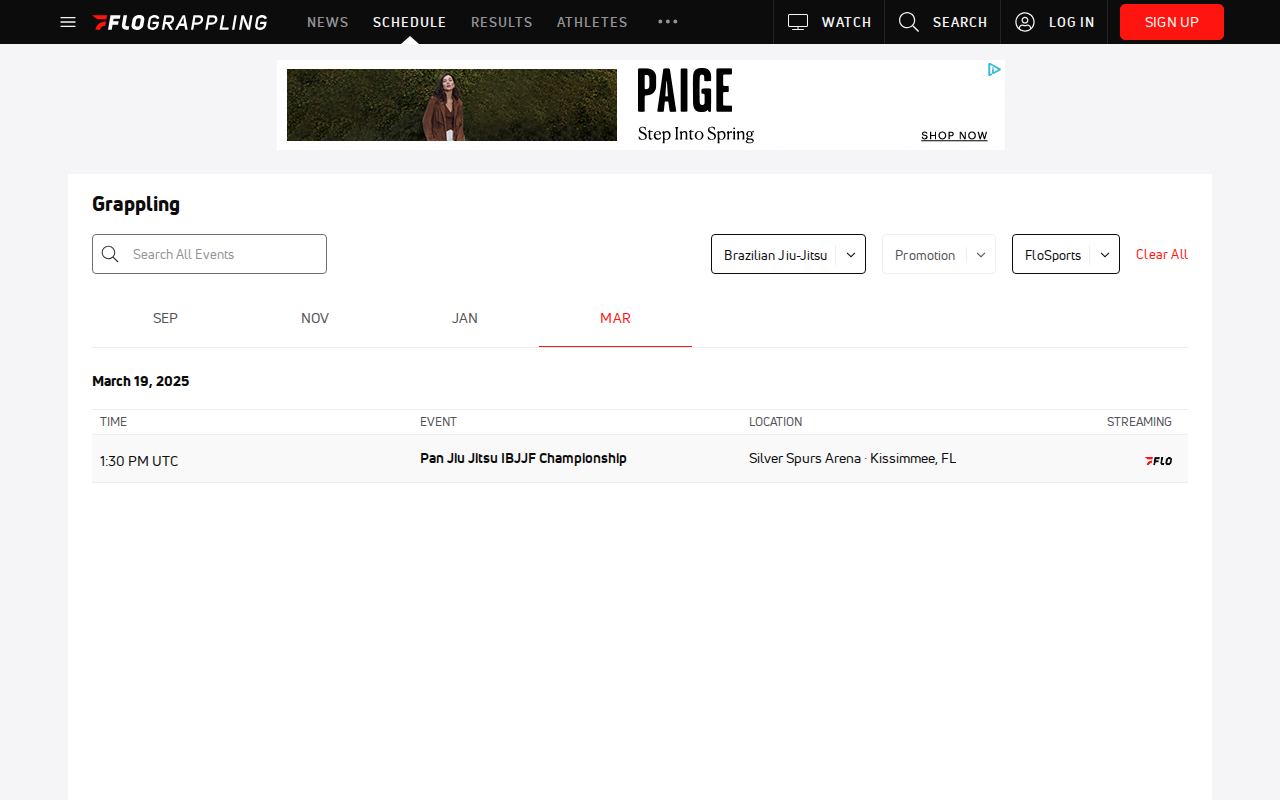 FLOGRAPPLING NEWS SCHEDULE RESULTS ATHLETES WATCH SEARCH LOG IN SIGN UP
PAIGE
Step Into Spring
SHOP NOW
Grappling
Search All Events Brazilian Jiu-Jitsu Promotion FloSports Clear All
SEP NOV JAN MAR
March 19, 2025
TIME EVENT LOCATION STREAMING
1:30 PM UTC Pan Jiu Jitsu IBJJF Championship Silver Spurs Arena · Kissimmee, FL FLO